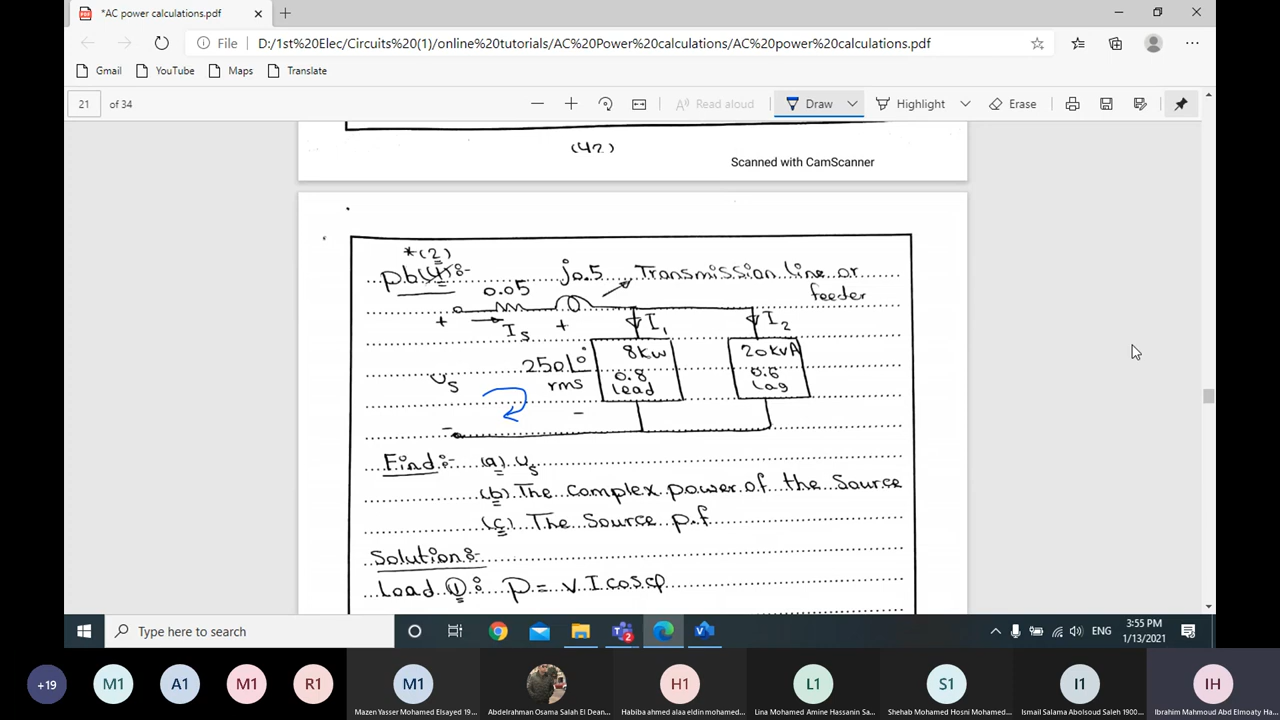 *AC power calculations.pdf
File
D:/1st%20Elec/Circuits%20(1)/online%20tutorials/AC%20Power%20calculations/AC%20power%20calculations.pdf
Gmail
YouTube
Maps
Translate
21
of 34
Read aloud
Draw
Highlight
Erase
(42)
Scanned with CamScanner
*(2)
pb(4):-
0.05
j0.5
Transmission line or
feeder
+
Is
+
I1
I2
250∠0°
rms
Us
8kw
0.8
lead
20kvA
0.6
Lag
-
-
Find:- (a) Us
(b) The complex power of the Source
(c) The Source p.f
Solution:-
Load ①: P = V.I cos φ
Type here to search
ENG
3:55 PM
1/13/2021
+19
M1
A1
M1
R1
M1
H1
L1
S1
I1
IH
Mazen Yasser Mohamed Elsayed 19...
Abdelrahman Osama Salah El Dean...
Habiba ahmed alaa eldin mohamed...
Lina Mohamed Amine Hassanin Sa...
Shehab Mohamed Hosni Mohamed...
Ismail Salama Abolsoud Saleh 1900...
Ibrahim Mahmoud Abd Elmoaty Ha...